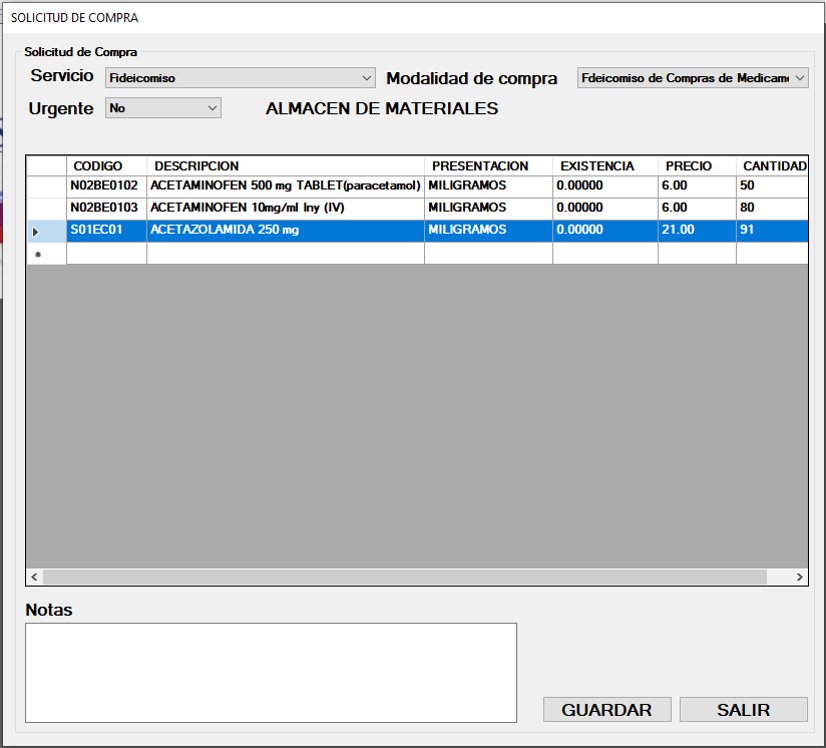 SOLICITUD DE COMPRA
Solicitud de Compra
Servicio Fideicomiso Modalidad de compra Fdeicomiso de Compras de Medicam
Urgente No ALMACEN DE MATERIALES
CODIGO DESCRIPCION PRESENTACION EXISTENCIA PRECIO CANTIDAD
N02BE0102 ACETAMINOFEN 500 mg TABLET(paracetamol) MILIGRAMOS 0.00000 6.00 50
N02BE0103 ACETAMINOFEN 10mg/ml Iny (IV) MILIGRAMOS 0.00000 6.00 80
S01EC01 ACETAZOLAMIDA 250 mg MILIGRAMOS 0.00000 21.00 91
Notas
GUARDAR SALIR